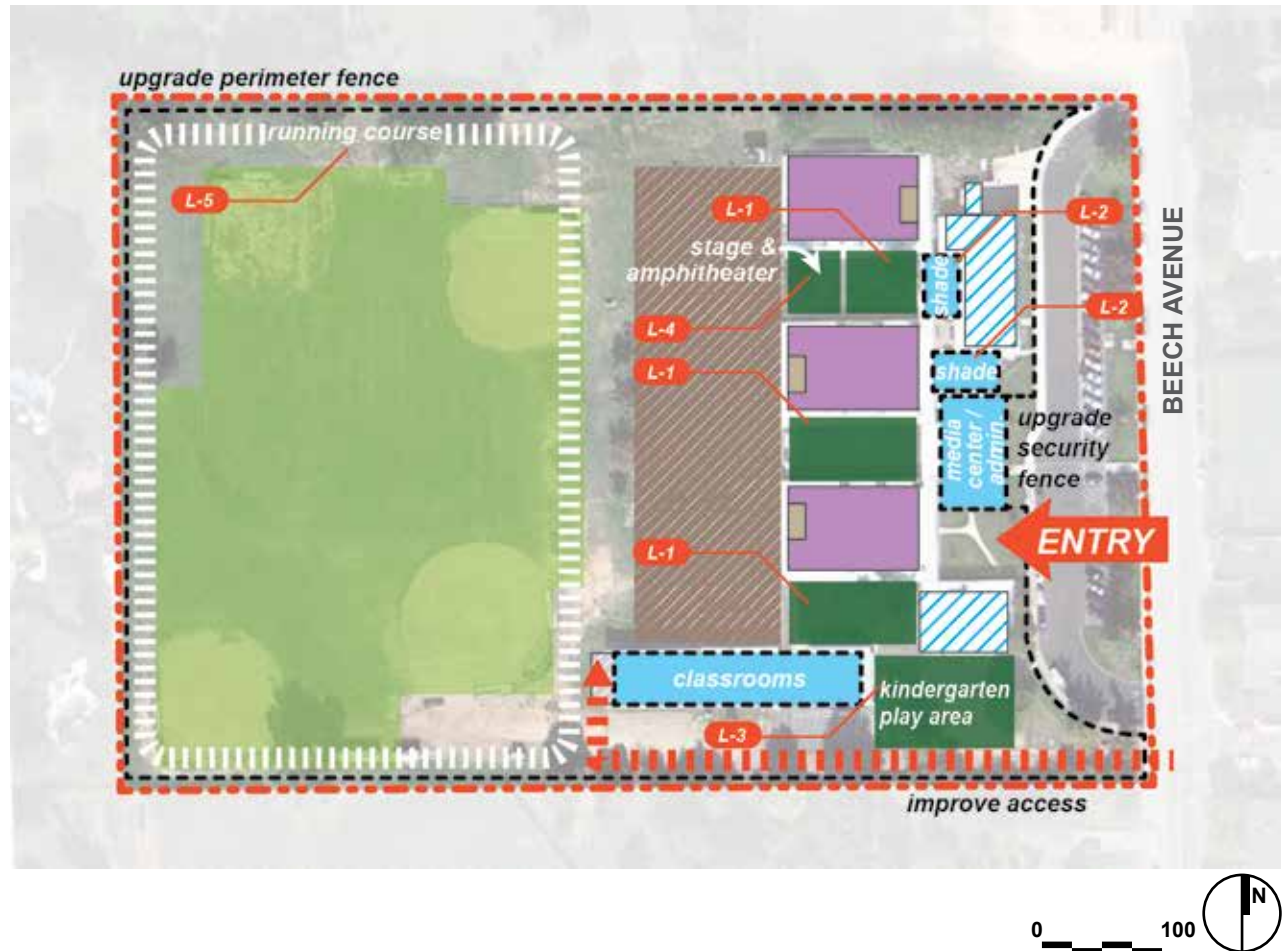 upgrade perimeter fence
running course
L-5
L-1
L-2
stage &
amphitheater
shade
L-4
L-2
L-1
shade
BEECH AVENUE
media
center /
admin
upgrade
security
fence
L-1
ENTRY
classrooms
kindergarten
play area
L-3
improve access
0
100
N